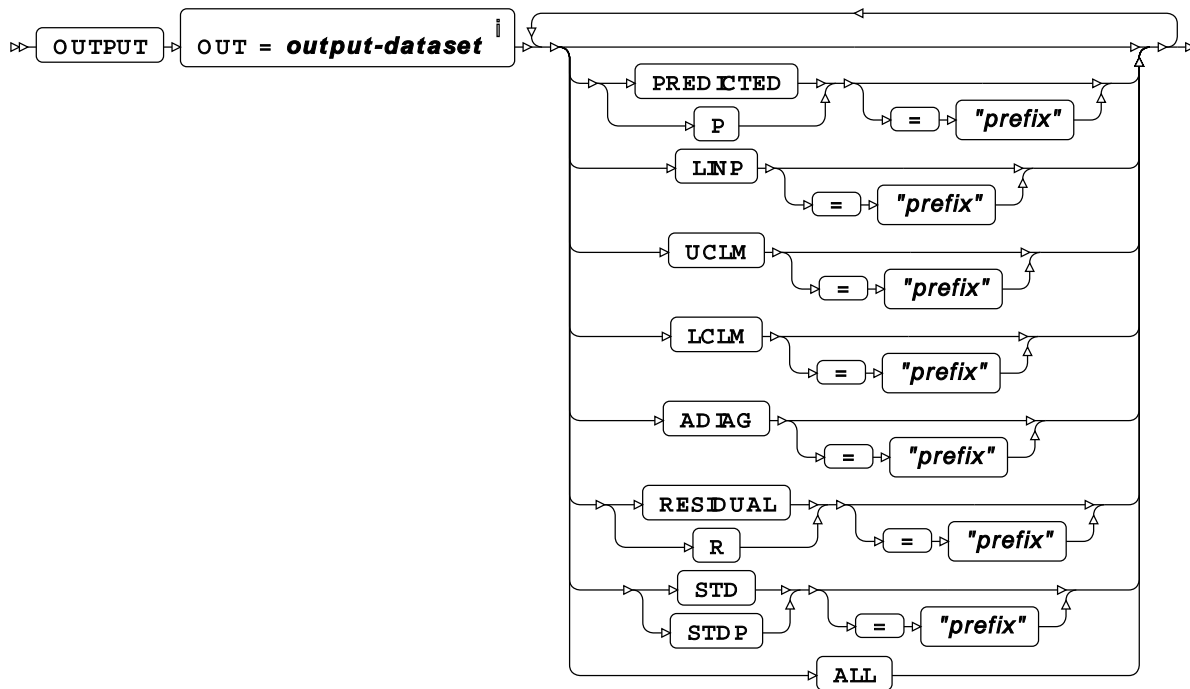 OUTPUT OUT = output-dataset i
PREDICTED = "prefix"
P
LINP = "prefix"
UCLM = "prefix"
LCLM = "prefix"
ADIAG = "prefix"
RESIDUAL = "prefix"
R
STD = "prefix"
STDP
ALL